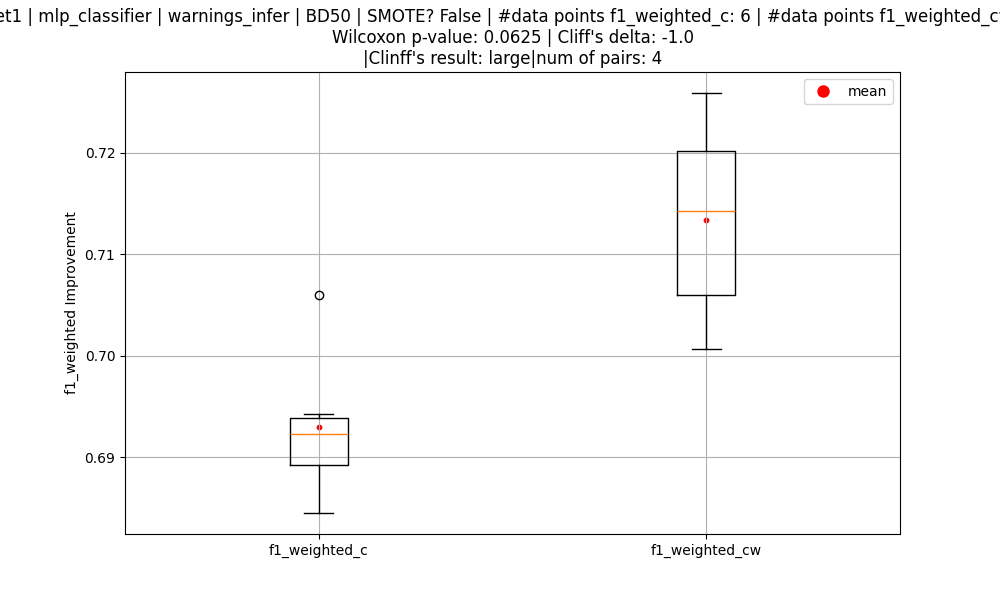 et1 | mlp_classifier | warnings_infer | BD50 | SMOTE? False | #data points f1_weighted_c: 6 | #data points f1_weighted_c
Wilcoxon p-value: 0.0625 | Cliff's delta: -1.0
|Clinff's result: large|num of pairs: 4
mean
0.72
0.71
0.70
0.69
f1_weighted Improvement
f1_weighted_c
f1_weighted_cw